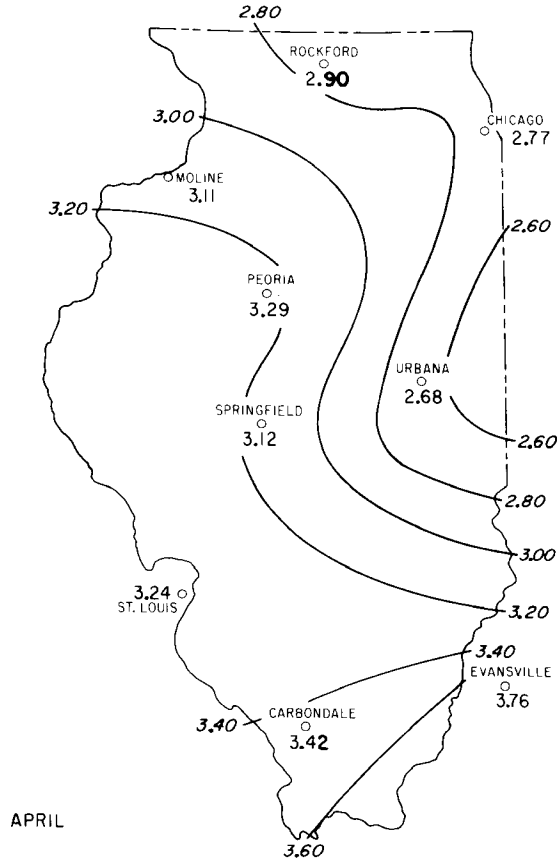 2.80
ROCKFORD
2.90
3.00
CHICAGO
2.77
MOLINE
3.11
3.20
2.60
PEORIA
3.29
URBANA
2.68
SPRINGFIELD
3.12
2.60
2.80
3.00
3.24
ST. LOUIS
3.20
3.40
EVANSVILLE
3.76
3.40
CARBONDALE
3.42
APRIL
3.60